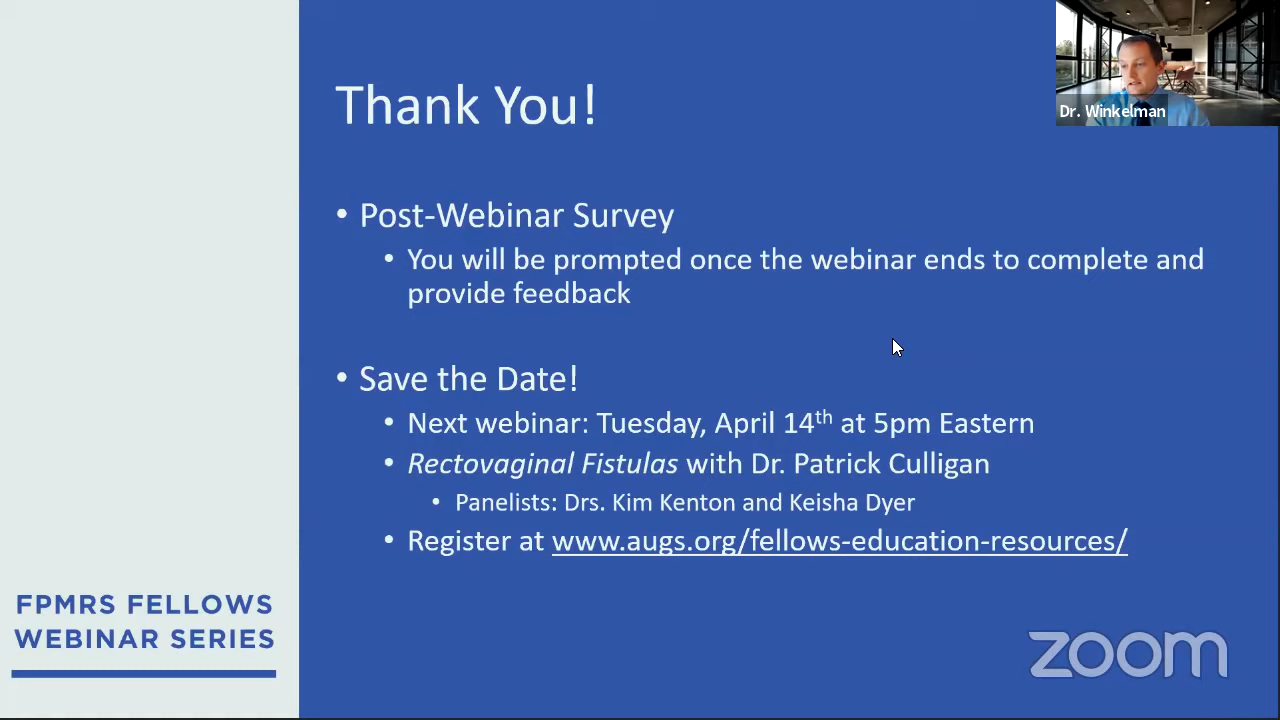 Thank You!
Dr. Winkelman
• Post-Webinar Survey
• You will be prompted once the webinar ends to complete and
provide feedback
• Save the Date!
• Next webinar: Tuesday, April 14th at 5pm Eastern
• Rectovaginal Fistulas with Dr. Patrick Culligan
• Panelists: Drs. Kim Kenton and Keisha Dyer
• Register at www.augs.org/fellows-education-resources/
FPMRS FELLOWS
WEBINAR SERIES
zoom